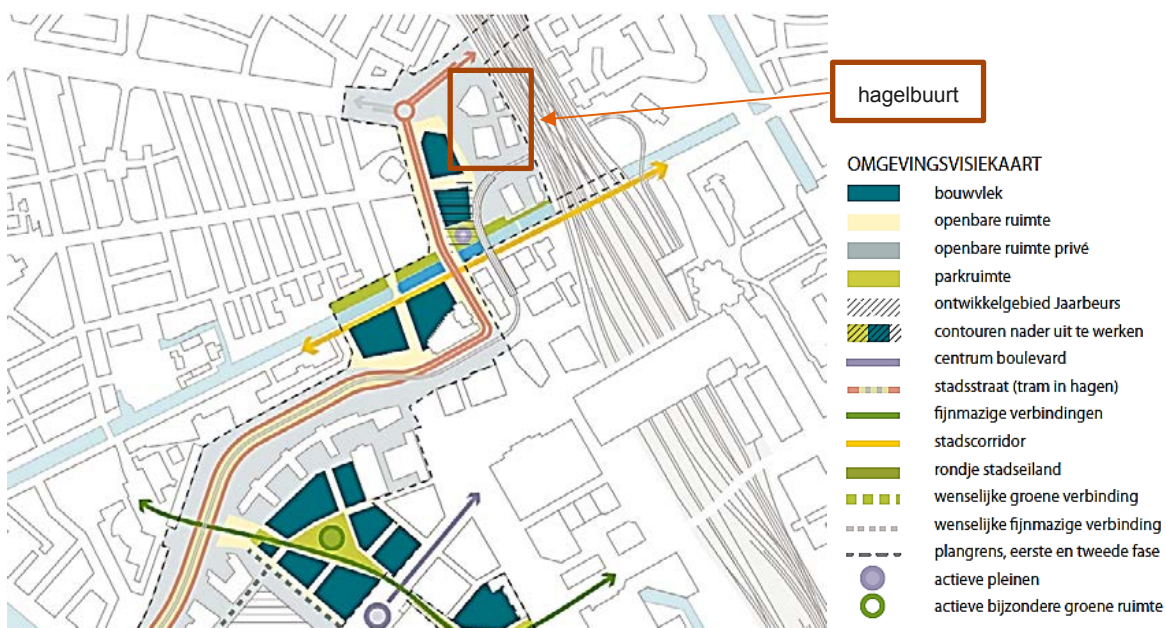 hagelbuurt
OMGEVINGSVISIEKAART
bouwvlek
openbare ruimte
openbare ruimte privé
parkruimte
ontwikkelgebied Jaarbeurs
contouren nader uit te werken
centrum boulevard
stadsstraat (tram in hagen)
fijnmazige verbindingen
stadscorridor
rondje stadseiland
wenselijke groene verbinding
wenselijke fijnmazige verbinding
plangrens, eerste en tweede fase
actieve pleinen
actieve bijzondere groene ruimte